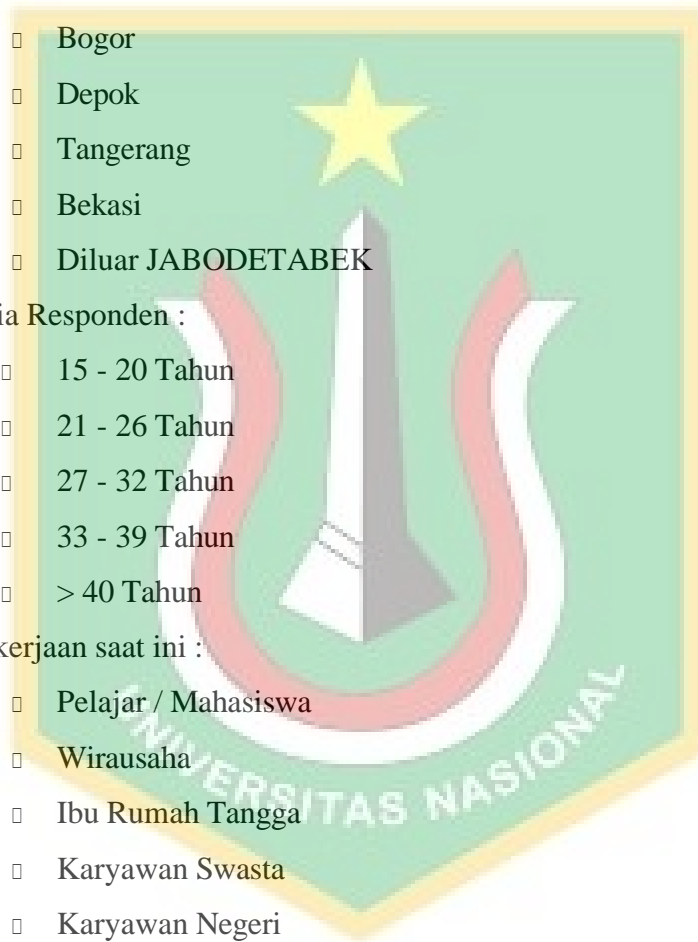 ▯ Bogor
▯ Depok
▯ Tangerang
▯ Bekasi
▯ Diluar JABODETABEK
ia Responden :
▯ 15 - 20 Tahun
▯ 21 - 26 Tahun
▯ 27 - 32 Tahun
▯ 33 - 39 Tahun
▯ > 40 Tahun
kerjaan saat ini :
▯ Pelajar / Mahasiswa
▯ Wirausaha
▯ Ibu Rumah Tangga
▯ Karyawan Swasta
▯ Karyawan Negeri
UNIVERSITAS NASIONAL